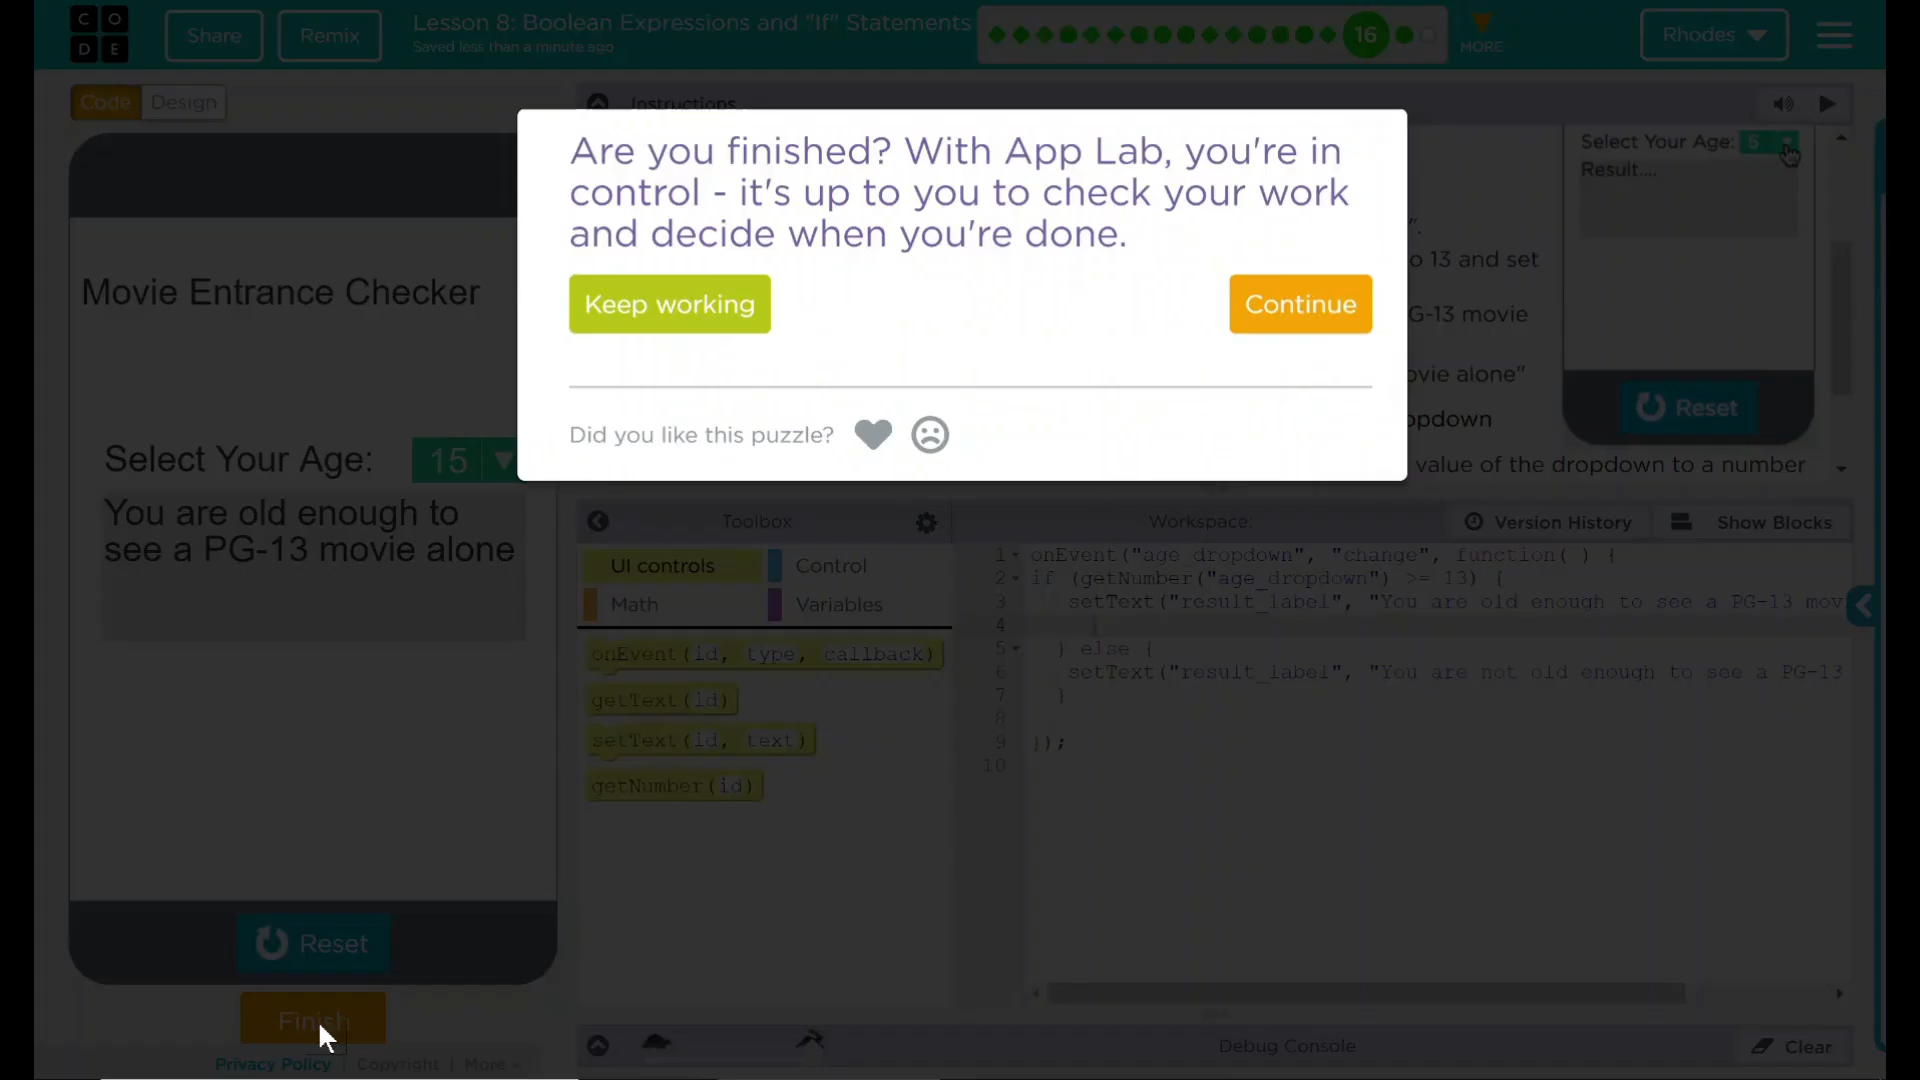 C O
D E
Share
Remix
Lesson 8: Boolean Expressions and "If" Statements
Saved less than a minute ago
16
MORE
Rhodes
Code
Design
Instructions
Are you finished? With App Lab, you're in
control - it's up to you to check your work
and decide when you're done.
Keep working
Continue
Did you like this puzzle?
Select Your Age: 5
Result....
".
o 13 and set
G-13 movie
ovie alone"
opdown
value of the dropdown to a number
Reset
Movie Entrance Checker
Select Your Age: 15
You are old enough to
see a PG-13 movie alone
Reset
Finish
Privacy Policy | Copyright | More
Toolbox
UI controls
Control
Math
Variables
onEvent(id, type, callback)
getText(id)
setText(id, text)
getNumber(id)
Workspace:
Version History
Show Blocks
1 onEvent("age_dropdown", "change", function( ) {
2 if (getNumber("age_dropdown") >= 13) {
3 setText("result_label", "You are old enough to see a PG-13 mov
4
5 } else {
6 setText("result_label", "You are not old enough to see a PG-13
7 }
8
9 });
10
Debug Console
Clear